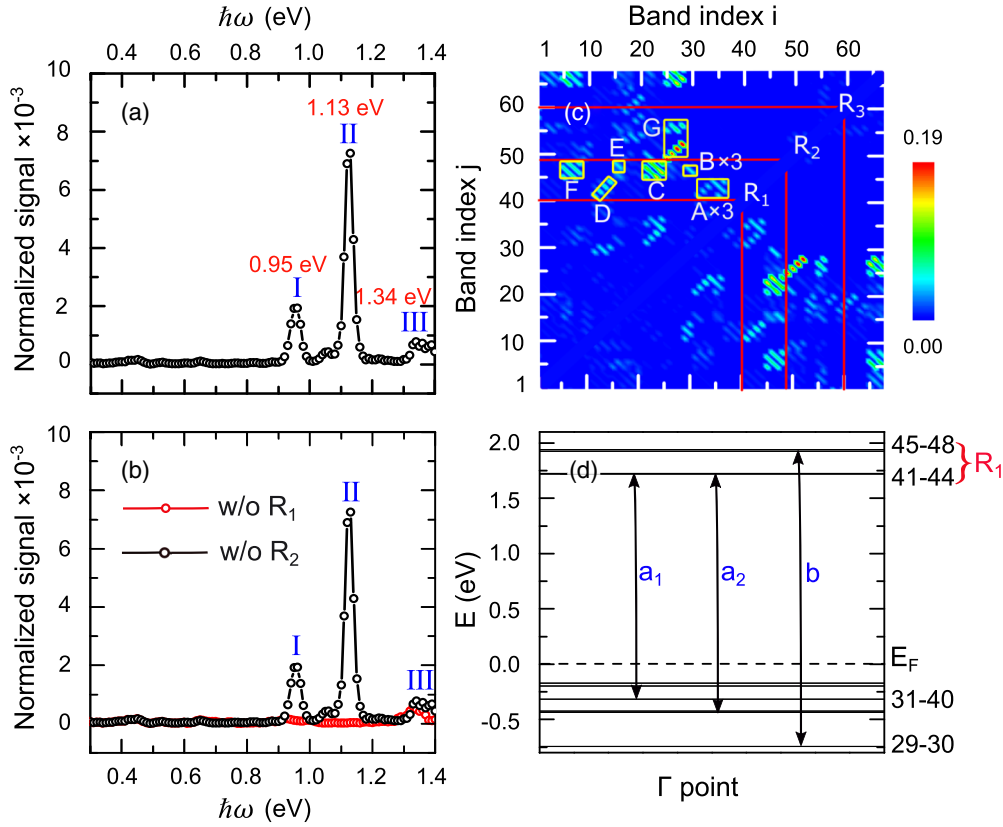 ħω (eV)
0.4 0.6 0.8 1.0 1.2 1.4
Normalized signal ×10⁻³
10
8
6
4
2
0
(a)
1.13 eV
II
0.95 eV
I
1.34 eV
III
Band index i
1 10 20 30 40 50 60
Band index j
60
50
40
30
20
10
1
(c)
R₃
G
R₂
E
B×3
F
C
D
A×3
R₁
0.19
0.00
Normalized signal ×10⁻³
10
8
6
4
2
0
(b)
w/o R₁
w/o R₂
II
I
III
0.4 0.6 0.8 1.0 1.2 1.4
ħω (eV)
E (eV)
2.0
1.5
1.0
0.5
0.0
-0.5
(d)
45-48
41-44
}R₁
a₁
a₂
b
E_F
31-40
29-30
Γ point